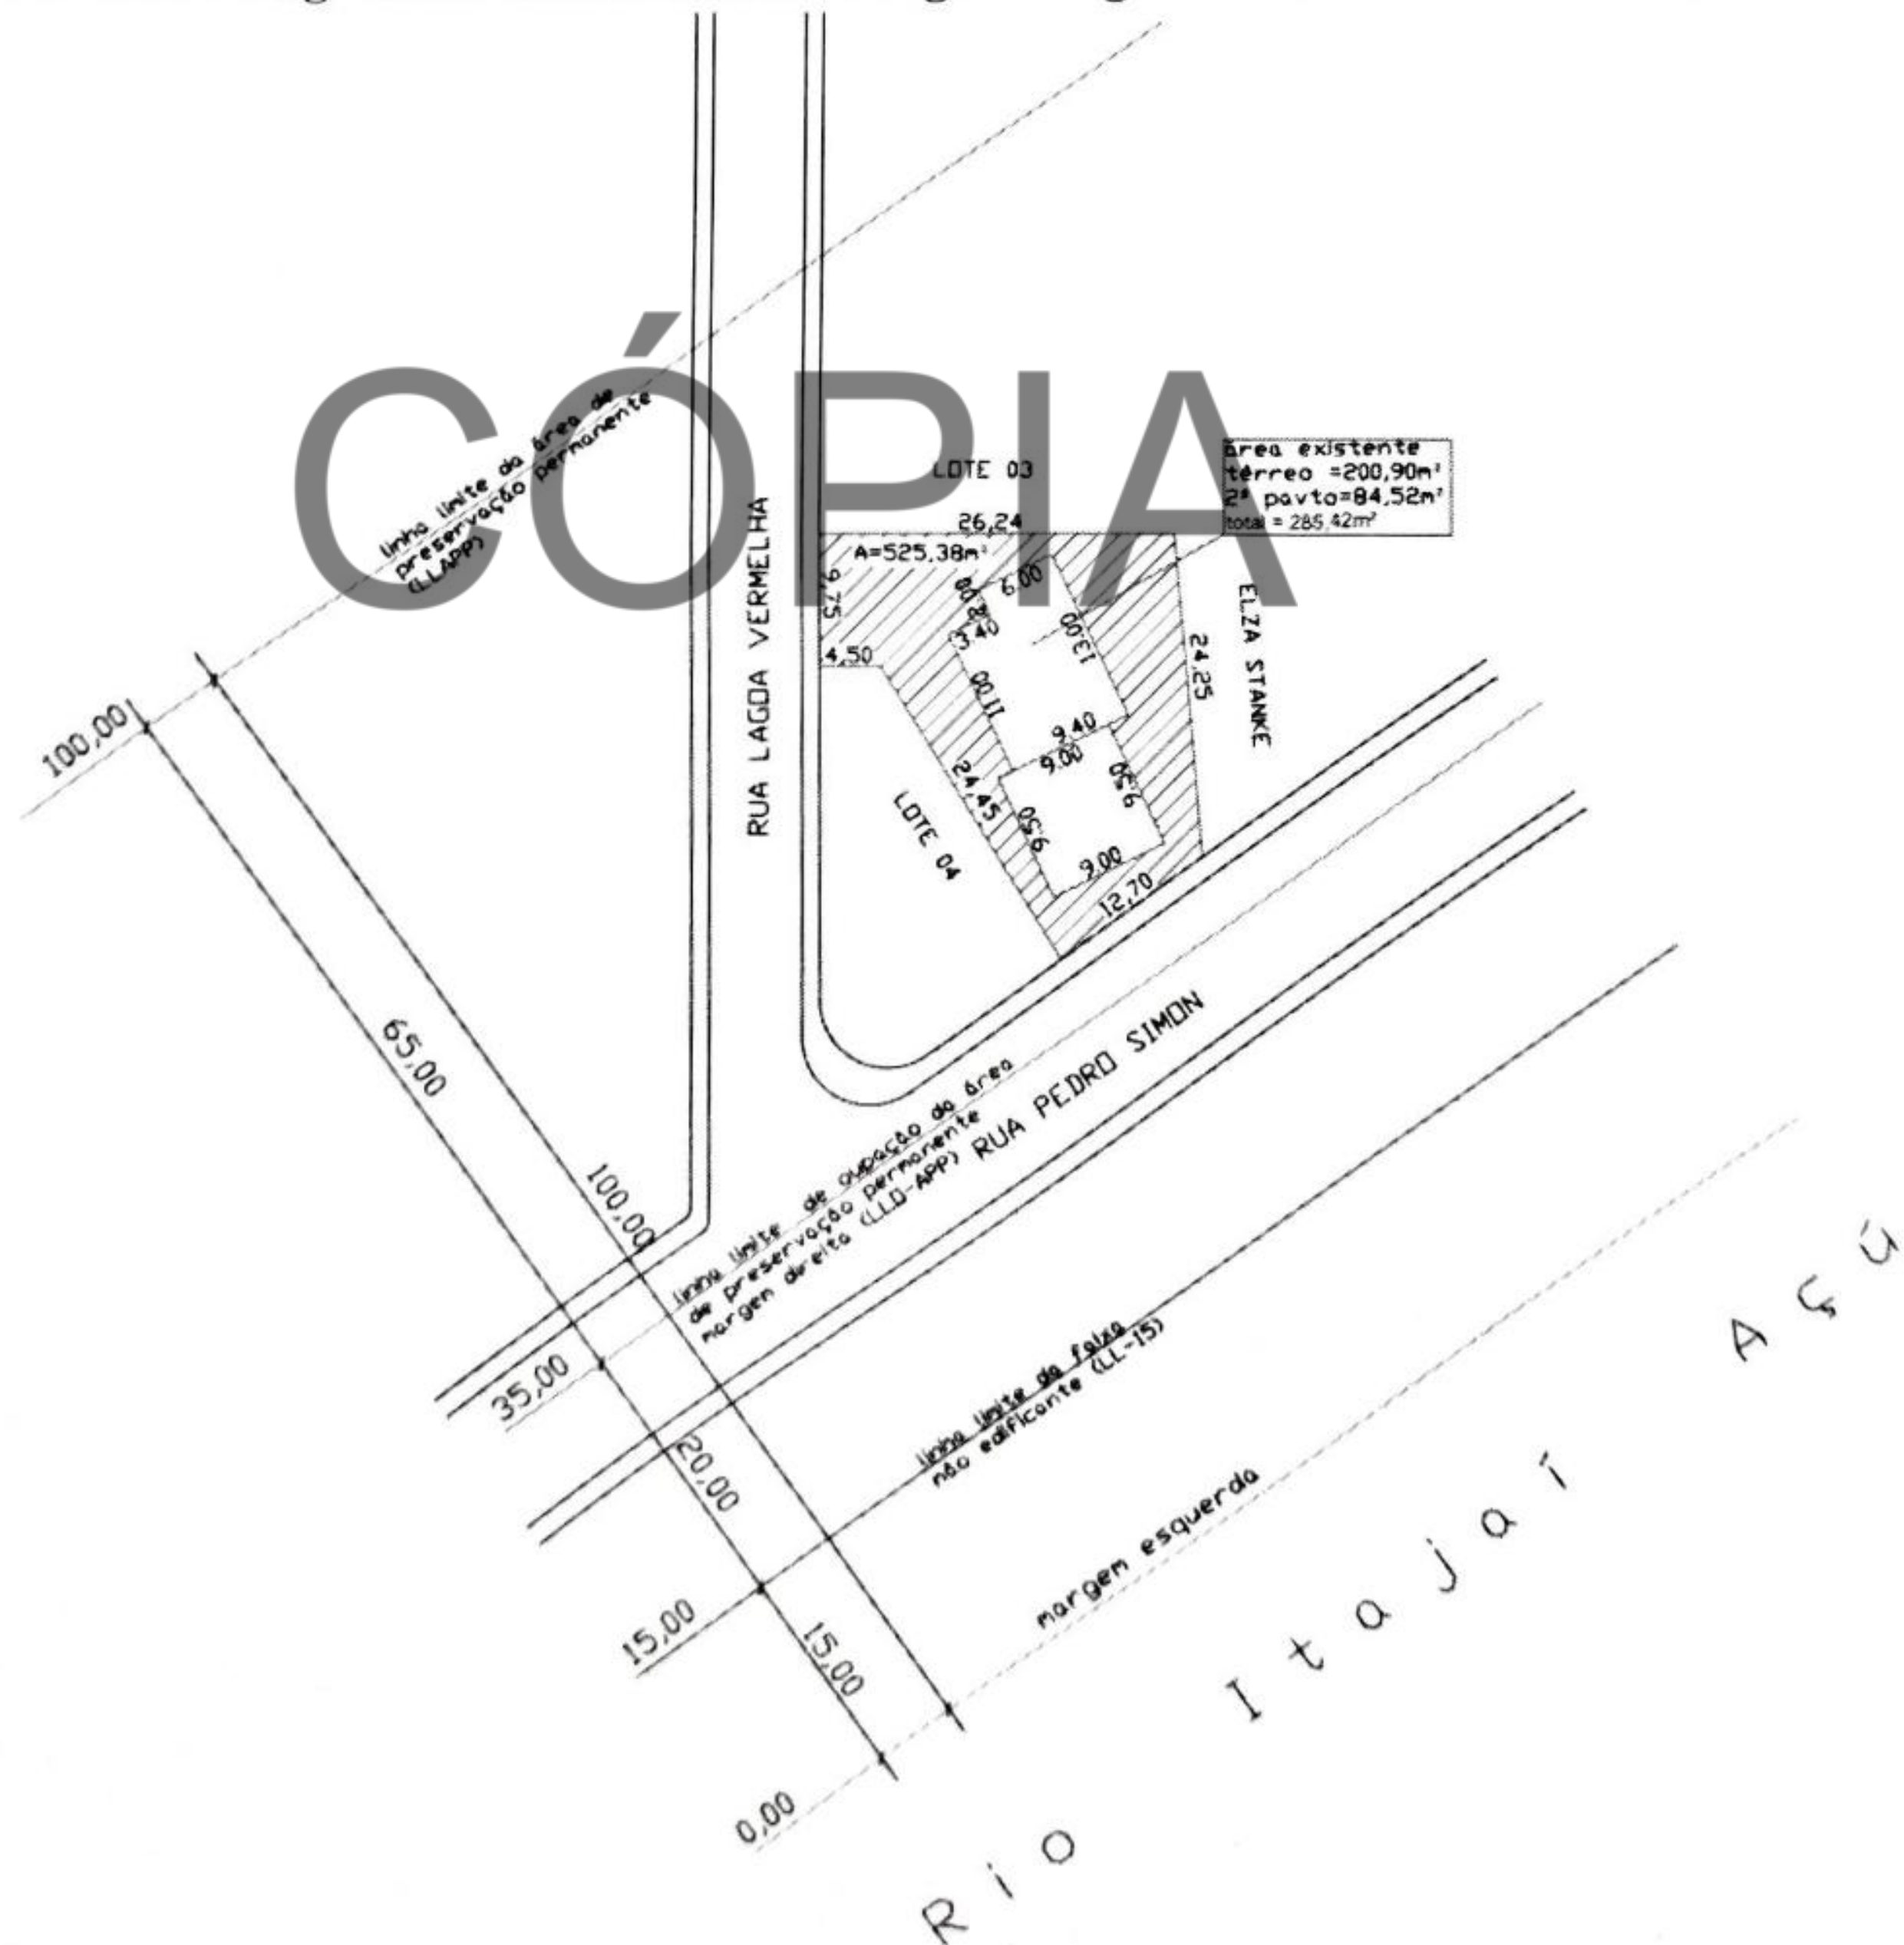 CÓPIA
linha limite da área de
preservação permanente
(LLAPP)
LOTE 03
área existente
térreo =200,90m²
2º pavto=84,52m²
total = 285,42m²
26,24
A=525,38m²
9,75
4,50
6.00
8.00
3.40
13.00
11.00
9.40
9.00
9.50
9.50
9.00
24,45
24,25
12,70
ELZA STANKE
LOTE 04
RUA LAGOA VERMELHA
100,00
65,00
100,00
35,00
20,00
15,00
15,00
0,00
linha limite de oupação da área
de preservação permanente
margem direita (LLO-APP) RUA PEDRO SIMON
linha limite da faixa
não edificante (LL-15)
margem esquerda
Rio Itajaí Açú